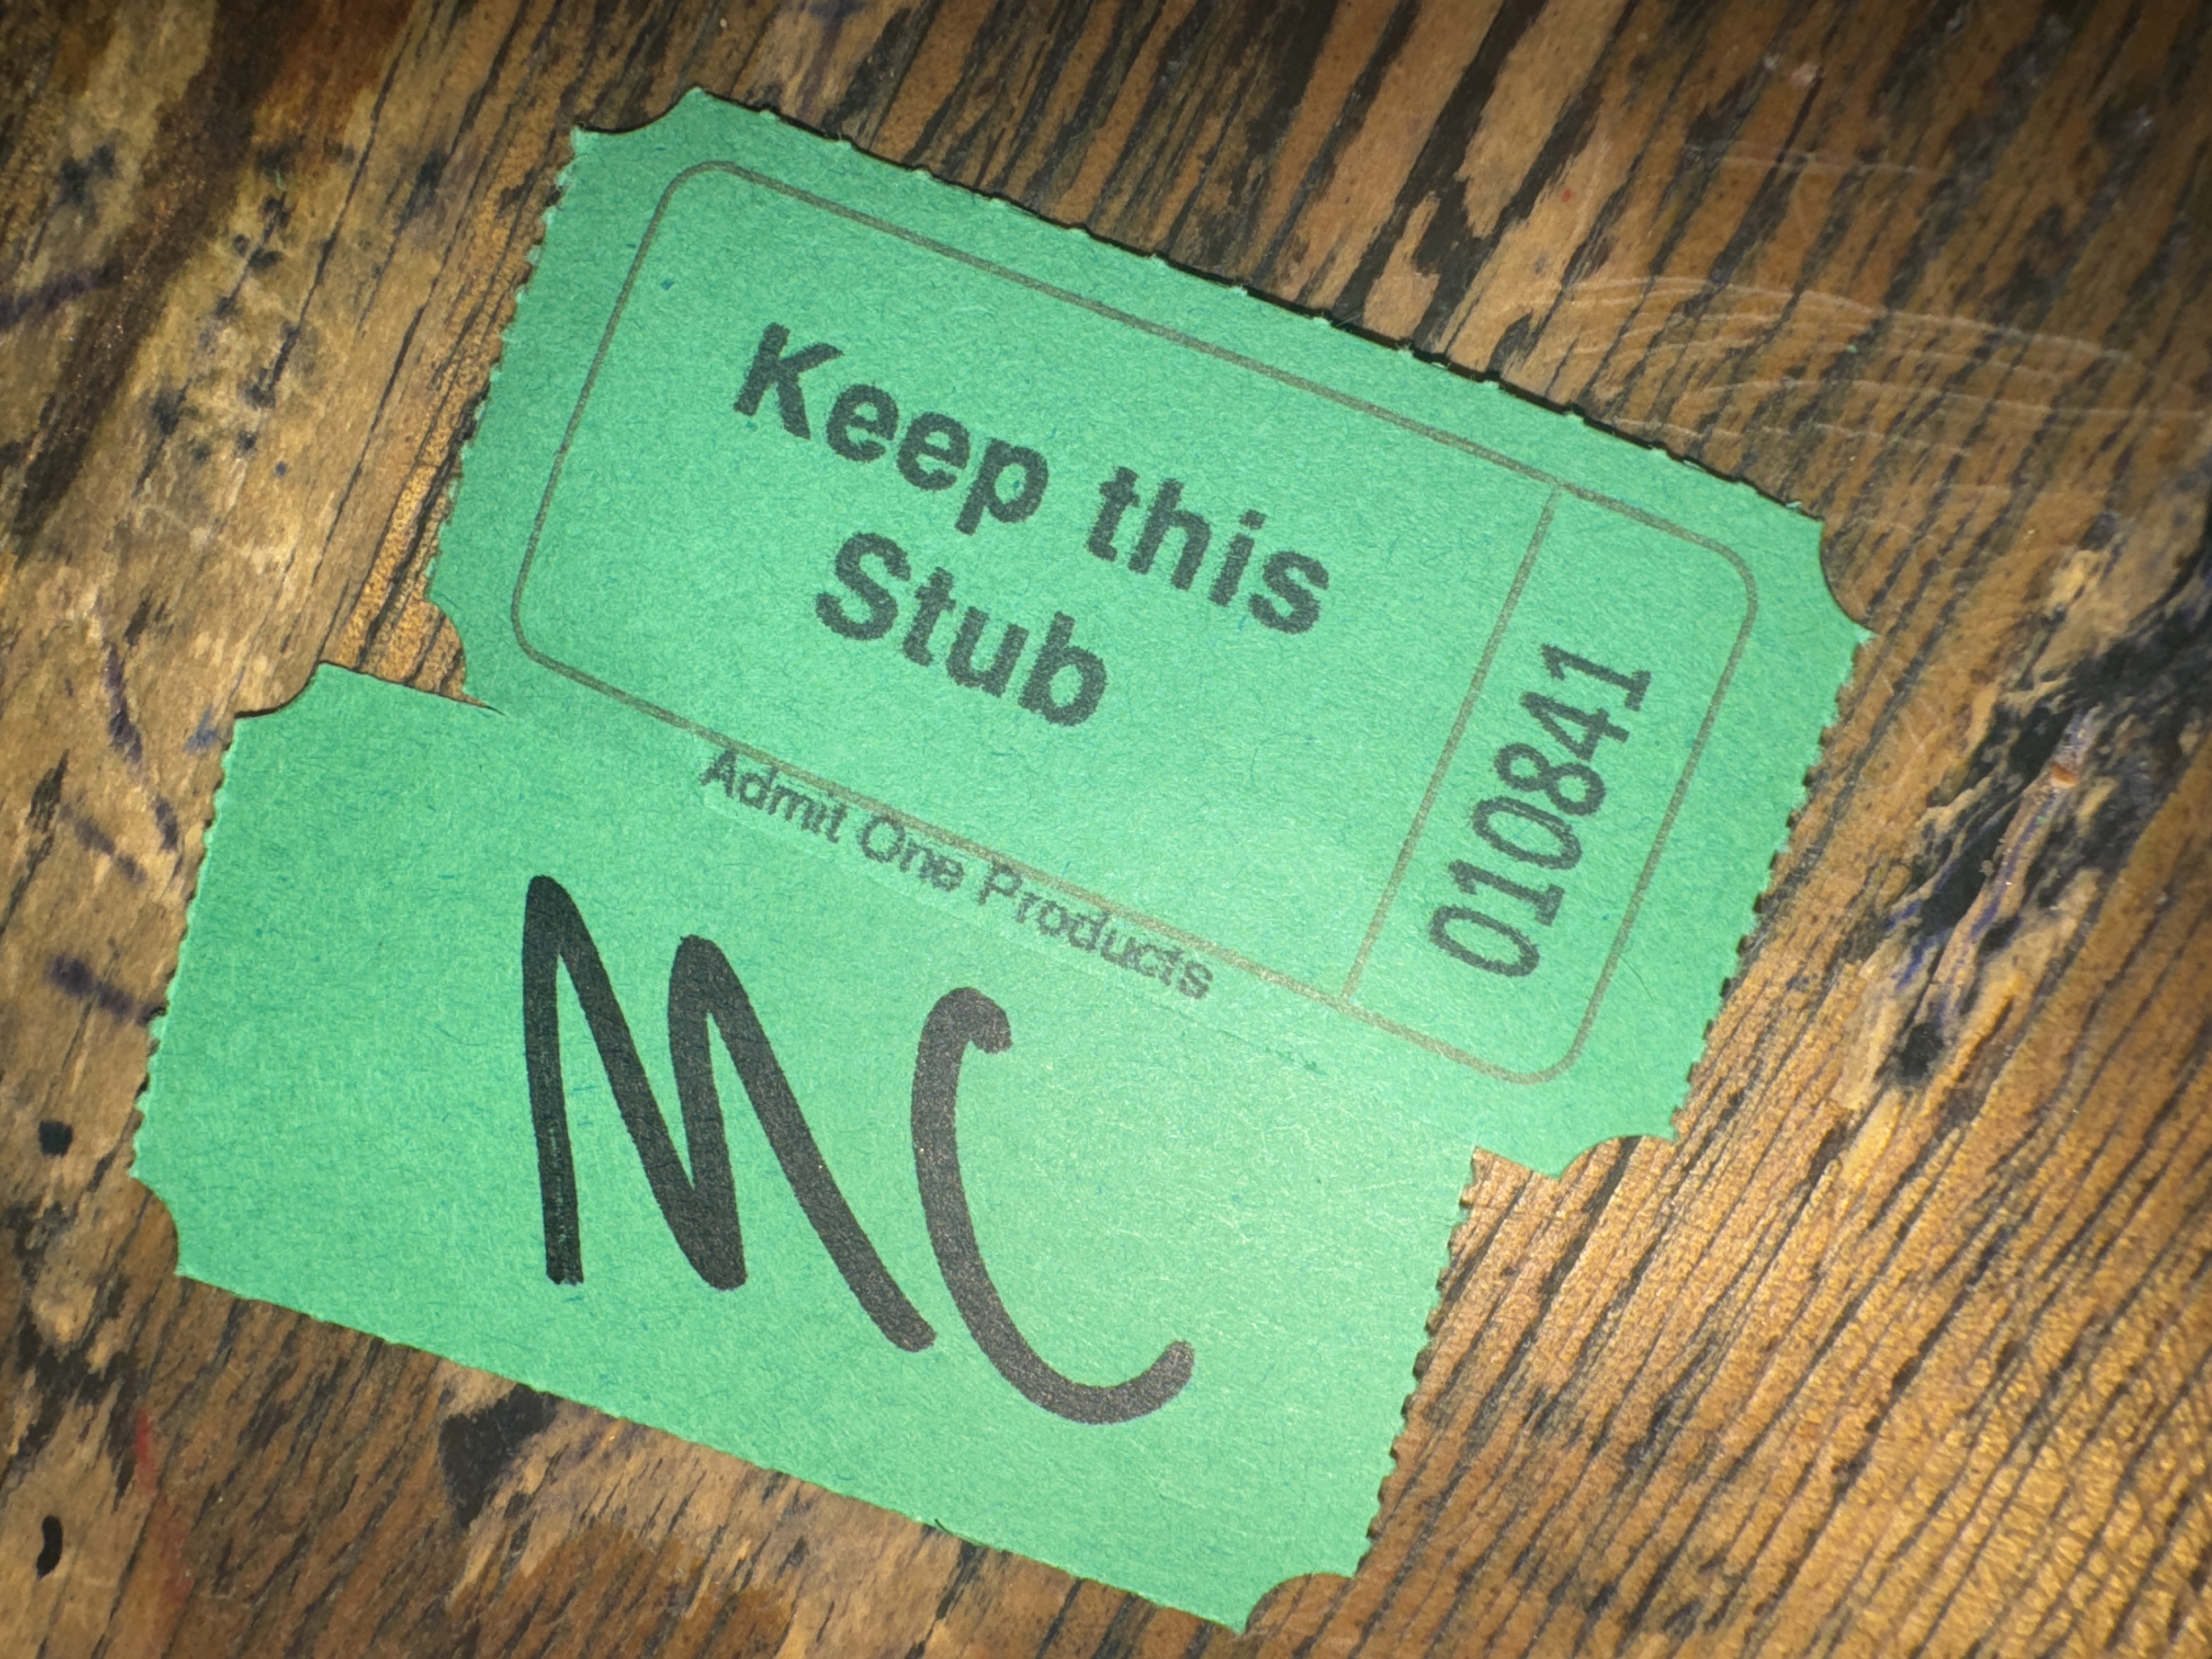 Keep this
Stub
010841
Admit One Products
MC